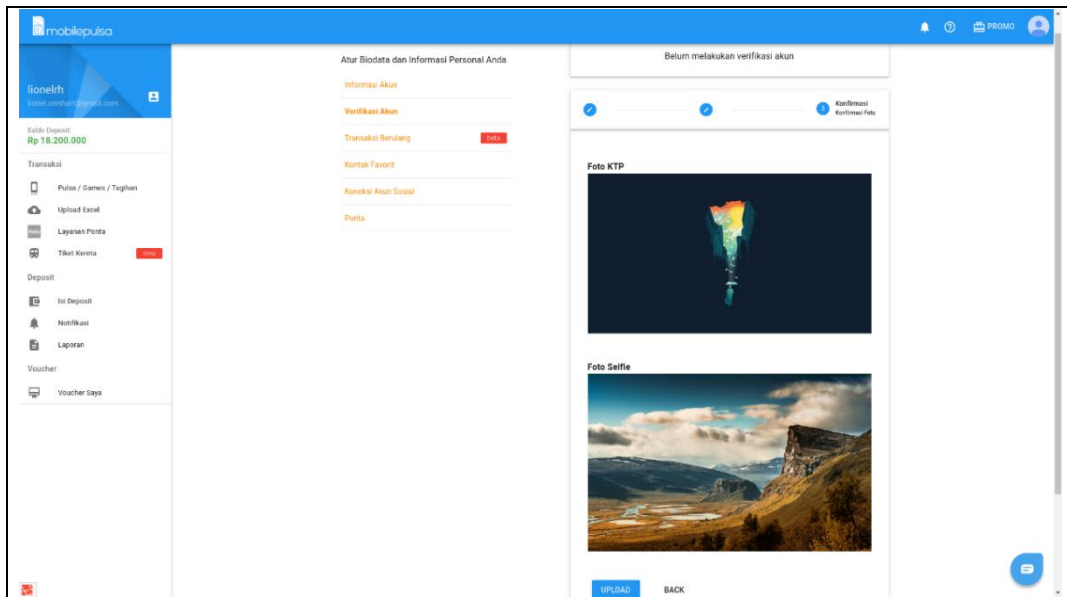 mobilepulsa
PROMO
lionelrh
Saldo Deposit
Rp 18.200.000
Transaksi
Pulsa / Games / Tagihan
Upload Excel
Layanan Ponta
Tiket Kereta
new
Deposit
Isi Deposit
Notifikasi
Laporan
Voucher
Voucher Saya
Atur Biodata dan Informasi Personal Anda
Informasi Akun
Verifikasi Akun
Transaksi Berulang
beta
Kontak Favorit
Koneksi Akun Sosial
Ponta
Belum melakukan verifikasi akun
3
Konfirmasi
Konfirmasi Foto
Foto KTP
Foto Selfie
UPLOAD
BACK